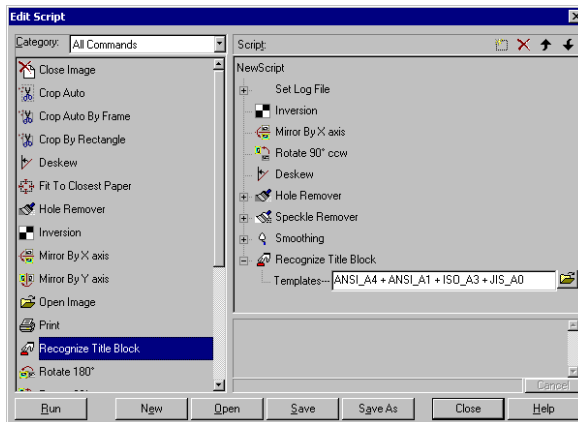 Edit Script
Category: All Commands
Script:
Close Image
Crop Auto
Crop Auto By Frame
Crop By Rectangle
Deskew
Fit To Closest Paper
Hole Remover
Inversion
Mirror By X axis
Mirror By Y axis
Open Image
Print
Recognize Title Block
Rotate 180°
NewScript
Set Log File
Inversion
Mirror By X axis
Rotate 90° ccw
Deskew
Hole Remover
Speckle Remover
Smoothing
Recognize Title Block
Templates ANSI_A4 + ANSI_A1 + ISO_A3 + JIS_A0
Cancel
Run New Open Save Save As Close Help